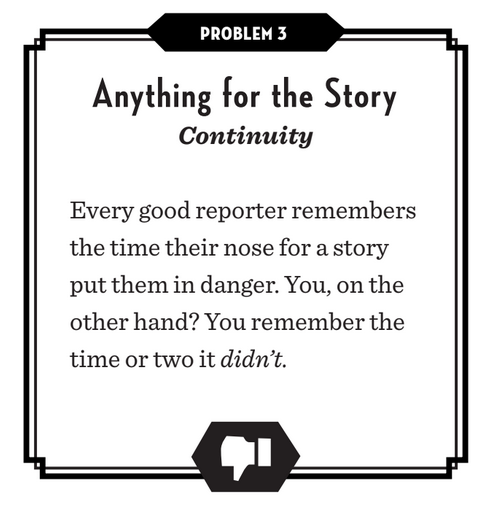 PROBLEM 3
Anything for the Story
Continuity
Every good reporter remembers
the time their nose for a story
put them in danger. You, on the
other hand? You remember the
time or two it didn’t.